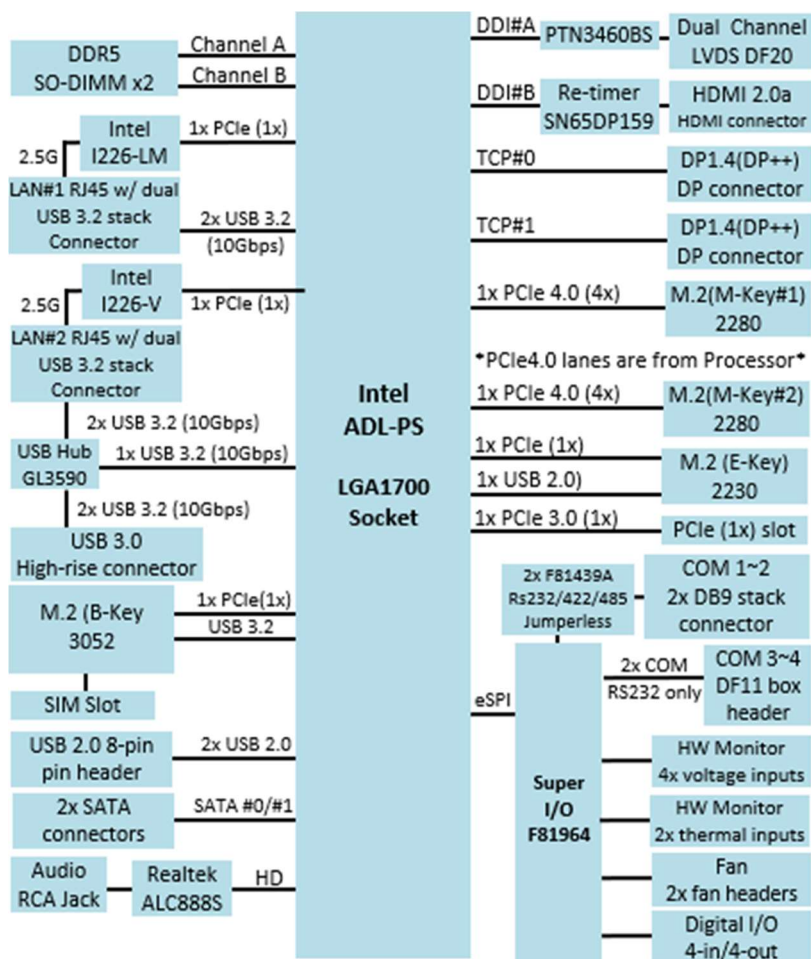 DDR5
SO-DIMM x2
Channel A
Channel B
Intel
I226-LM
1x PCIe (1x)
2.5G
LAN#1 RJ45 w/ dual
USB 3.2 stack
Connector
2x USB 3.2
(10Gbps)
Intel
I226-V
1x PCIe (1x)
2.5G
LAN#2 RJ45 w/ dual
USB 3.2 stack
Connector
2x USB 3.2 (10Gbps)
USB Hub
GL3590
1x USB 3.2 (10Gbps)
2x USB 3.2 (10Gbps)
USB 3.0
High-rise connector
M.2 (B-Key
3052
1x PCIe(1x)
USB 3.2
SIM Slot
USB 2.0 8-pin
pin header
2x USB 2.0
2x SATA
connectors
SATA #0/#1
Audio
RCA Jack
Realtek
ALC888S
HD
Intel
ADL-PS
LGA1700
Socket
DDI#A
PTN3460BS
Dual Channel
LVDS DF20
DDI#B
Re-timer
SN65DP159
HDMI 2.0a
HDMI connector
TCP#0
DP1.4(DP++)
DP connector
TCP#1
DP1.4(DP++)
DP connector
1x PCIe 4.0 (4x)
M.2(M-Key#1)
2280
*PCIe4.0 lanes are from Processor*
1x PCIe 4.0 (4x)
M.2(M-Key#2)
2280
1x PCIe (1x)
1x USB 2.0)
M.2 (E-Key)
2230
1x PCIe 3.0 (1x)
PCIe (1x) slot
2x F81439A
Rs232/422/485
Jumperless
COM 1~2
2x DB9 stack
connector
eSPI
Super
I/O
F81964
2x COM
RS232 only
COM 3~4
DF11 box
header
HW Monitor
4x voltage inputs
HW Monitor
2x thermal inputs
Fan
2x fan headers
Digital I/O
4-in/4-out